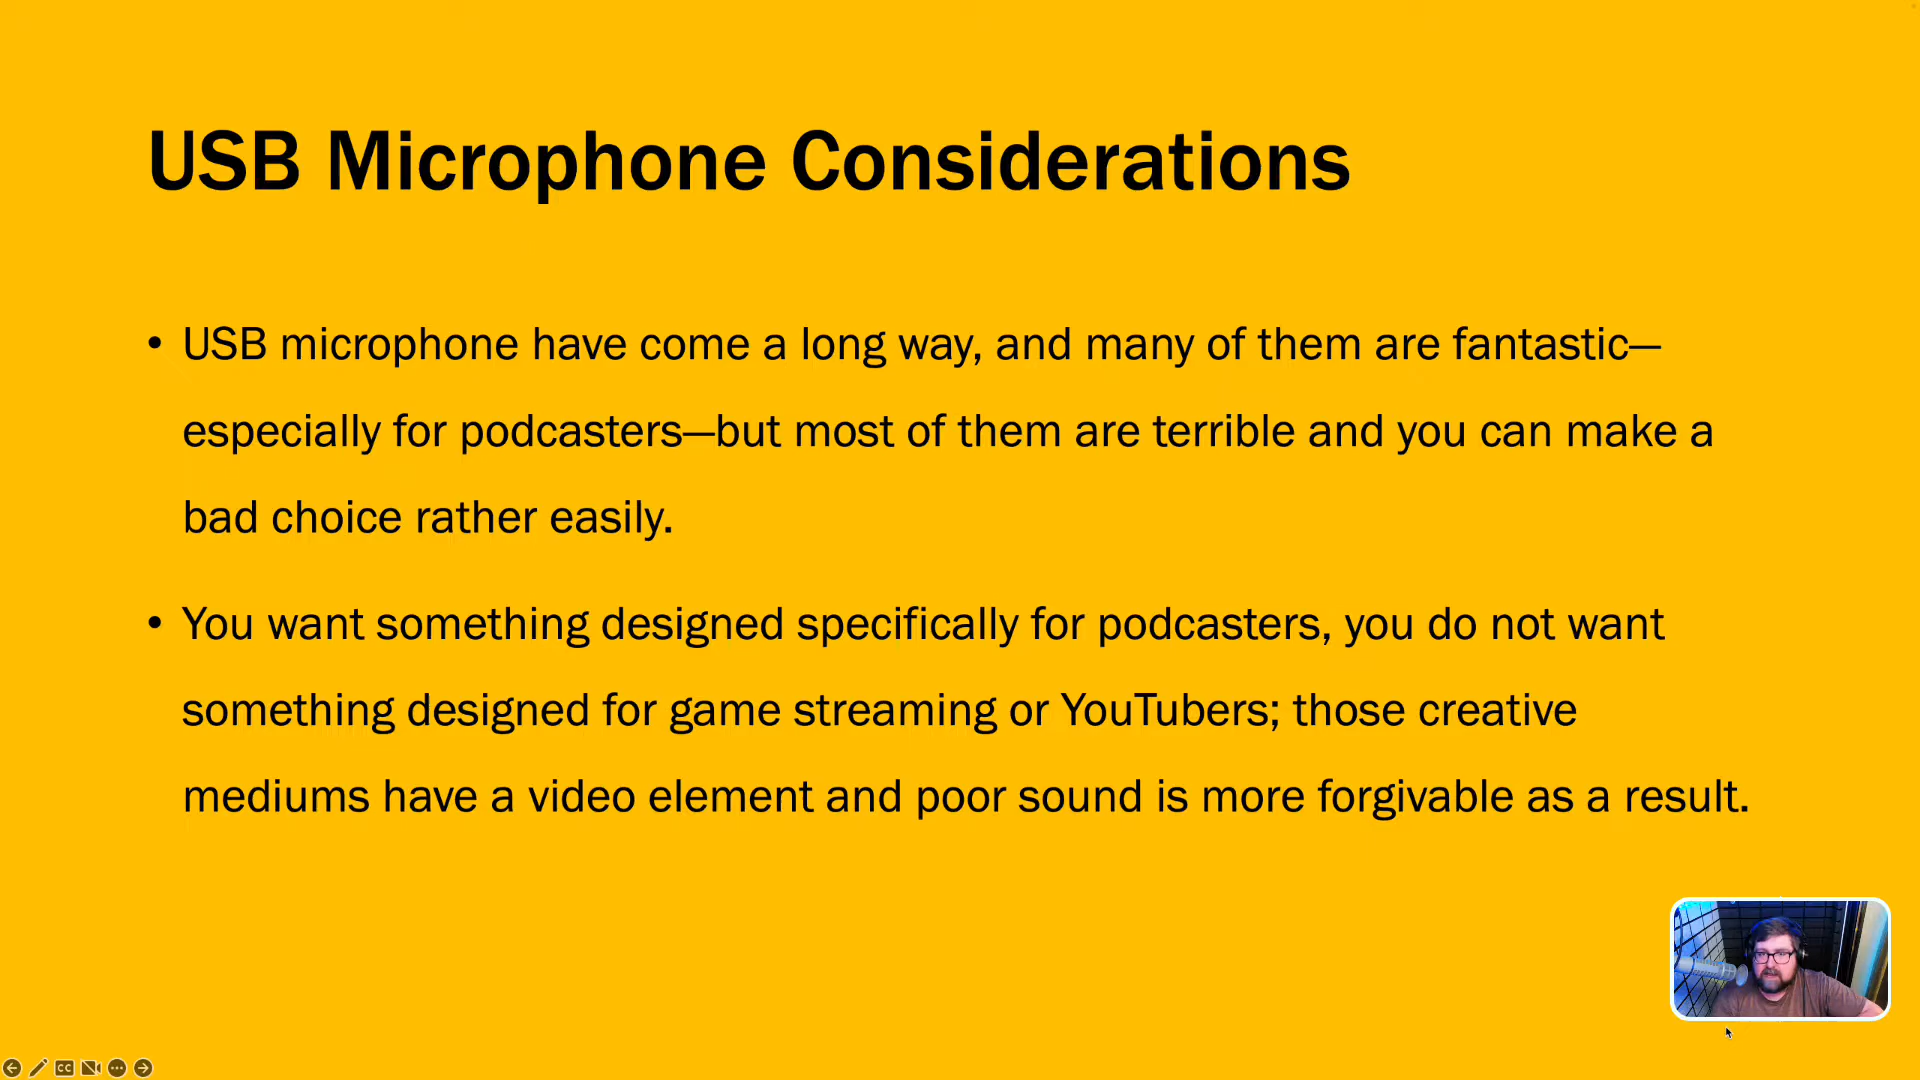 USB Microphone Considerations
• USB microphone have come a long way, and many of them are fantastic—
especially for podcasters—but most of them are terrible and you can make a
bad choice rather easily.
• You want something designed specifically for podcasters, you do not want
something designed for game streaming or YouTubers; those creative
mediums have a video element and poor sound is more forgivable as a result.
CC